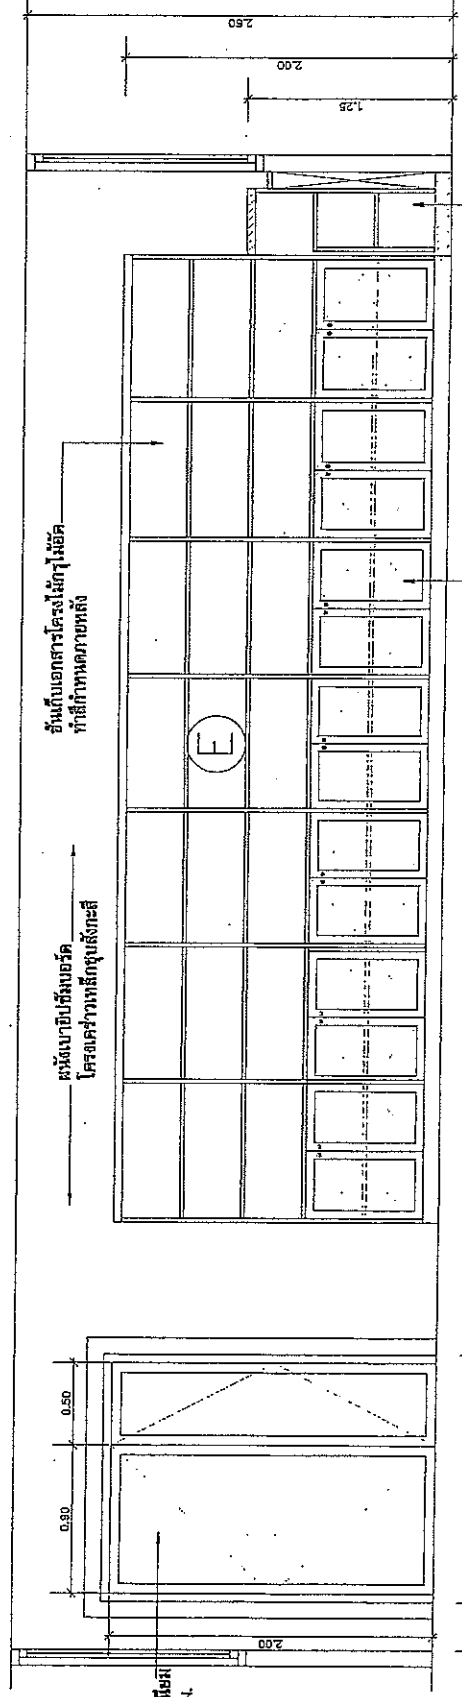 ผนังเบายิปซั่มบอร์ด
โครงเคร่าวเหล็กชุบสังกะสี
ชั้นเก็บเอกสารโครงไม้กรุไม้อัด
ทำสีกำหนดภายหลัง
E
0.90
0.50
2.00
1.25
2.00
2.60